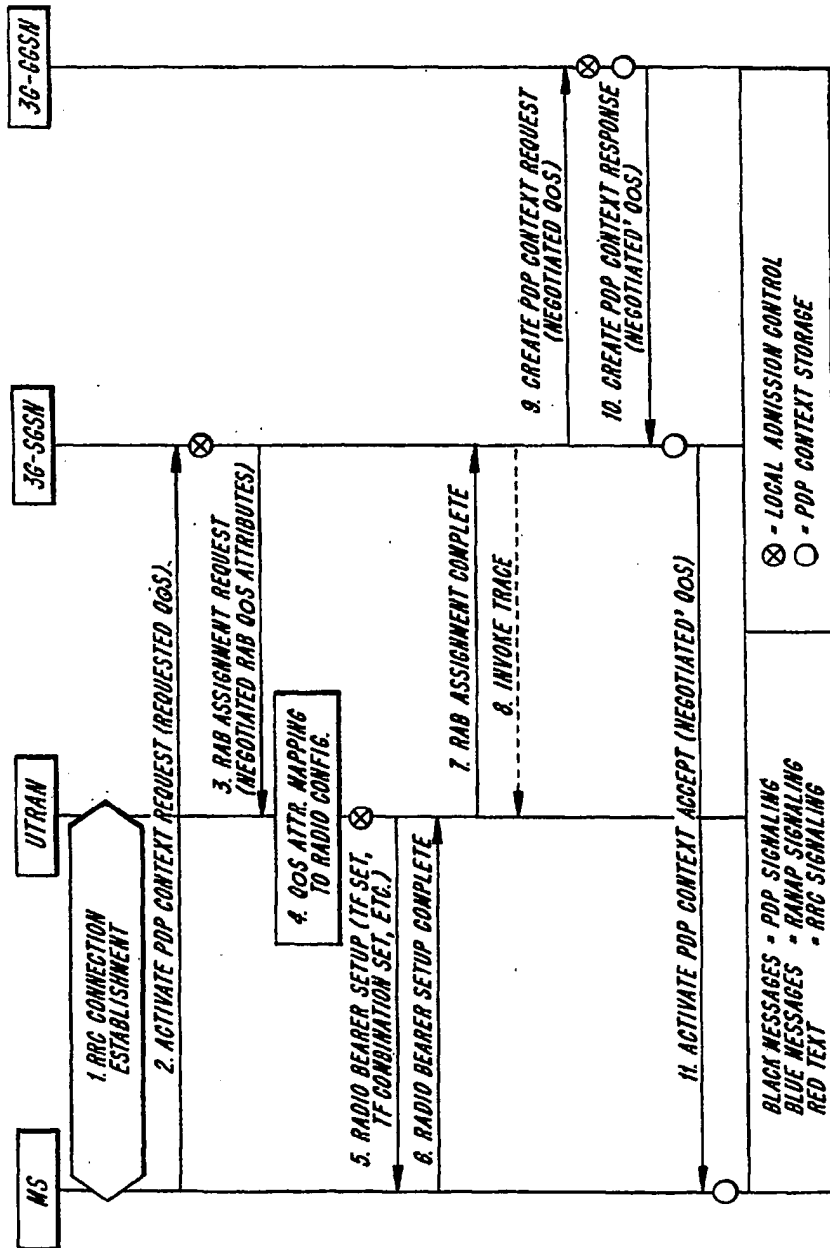 MS
UTRAN
3G-SGSN
3G-GGSN
1. RRC CONNECTION
ESTABLISHMENT
2. ACTIVATE PDP CONTEXT REQUEST (REQUESTED QOS).
3. RAB ASSIGNMENT REQUEST
(NEGOTIATED RAB QOS ATTRIBUTES)
4. QOS ATTR. MAPPING
TO RADIO CONFIG.
5. RADIO BEARER SETUP (TF SET,
TF COMBINATION SET, ETC.)
6. RADIO BEARER SETUP COMPLETE
7. RAB ASSIGNMENT COMPLETE
8. INVOKE TRACE
9. CREATE PDP CONTEXT REQUEST
(NEGOTIATED QOS)
10. CREATE PDP CONTEXT RESPONSE
(NEGOTIATED' QOS)
11. ACTIVATE PDP CONTEXT ACCEPT (NEGOTIATED' QOS)
BLACK MESSAGES = PDP SIGNALING
BLUE MESSAGES = RANAP SIGNALING
RED TEXT = RRC SIGNALING
= LOCAL ADMISSION CONTROL
= PDP CONTEXT STORAGE